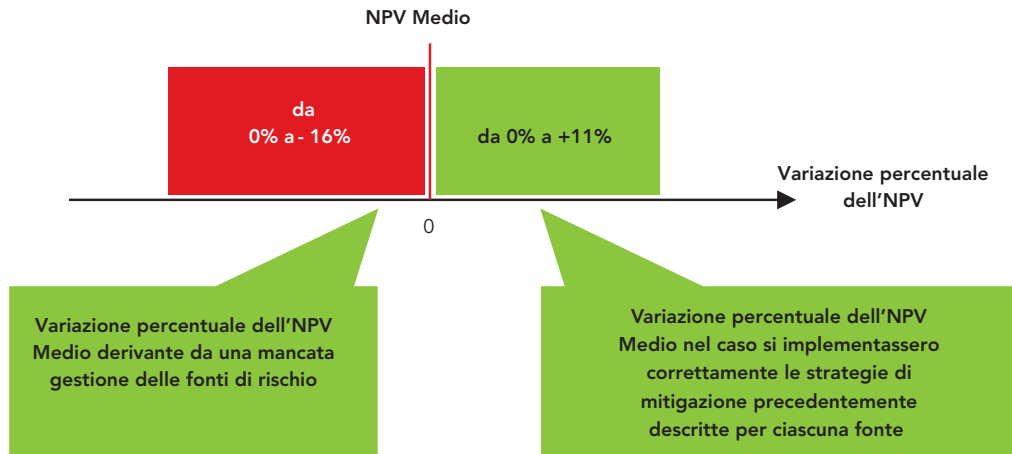 NPV Medio
da
0% a - 16%
da 0% a +11%
Variazione percentuale
dell'NPV
0
Variazione percentuale dell'NPV
Medio derivante da una mancata
gestione delle fonti di rischio
Variazione percentuale dell'NPV
Medio nel caso si implementassero
correttamente le strategie di
mitigazione precedentemente
descritte per ciascuna fonte